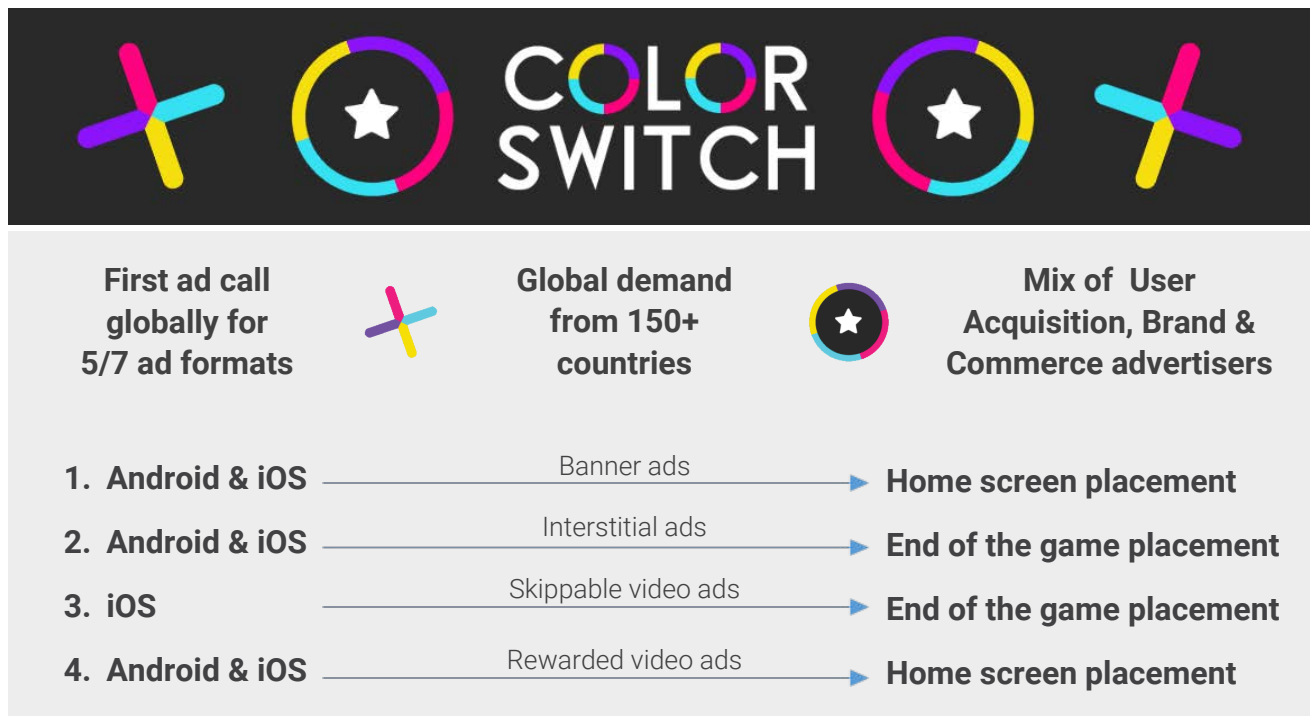 COLOR
SWITCH
First ad call
globally for
5/7 ad formats
Global demand
from 150+
countries
Mix of User
Acquisition, Brand &
Commerce advertisers
1. Android & iOS
Banner ads
Home screen placement
2. Android & iOS
Interstitial ads
End of the game placement
3. iOS
Skippable video ads
End of the game placement
4. Android & iOS
Rewarded video ads
Home screen placement